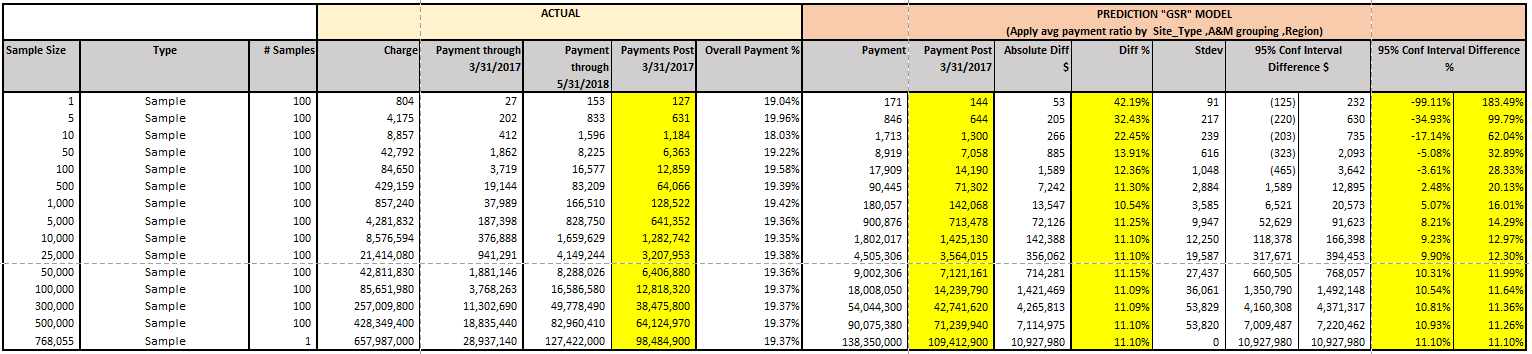 ACTUAL PREDICTION "GSR" MODEL
(Apply avg payment ratio by Site_Type ,A&M grouping ,Region)
Sample Size Type # Samples Charge Payment through Payment Payments Post Overall Payment % Payment Payment Post Absolute Diff Diff % Stdev 95% Conf Interval 95% Conf Interval Difference
3/31/2017 through 3/31/2017 3/31/2017 $ Difference $ %
5/31/2018
1 Sample 100 804 27 153 127 19.04% 171 144 53 42.19% 91 (125) 232 -99.11% 183.49%
5 Sample 100 4,175 202 833 631 19.96% 846 644 205 32.43% 217 (220) 630 -34.93% 99.79%
10 Sample 100 8,857 412 1,596 1,184 18.03% 1,713 1,300 266 22.45% 239 (203) 735 -17.14% 62.04%
50 Sample 100 42,792 1,862 8,225 6,363 19.22% 8,919 7,058 885 13.91% 616 (323) 2,093 -5.08% 32.89%
100 Sample 100 84,650 3,719 16,577 12,859 19.58% 17,909 14,190 1,589 12.36% 1,048 (465) 3,642 -3.61% 28.33%
500 Sample 100 429,159 19,144 83,209 64,066 19.39% 90,445 71,302 7,242 11.30% 2,884 1,589 12,895 2.48% 20.13%
1,000 Sample 100 857,240 37,989 166,510 128,522 19.42% 180,057 142,068 13,547 10.54% 3,585 6,521 20,573 5.07% 16.01%
5,000 Sample 100 4,281,832 187,398 828,750 641,352 19.36% 900,876 713,478 72,126 11.25% 9,947 52,629 91,623 8.21% 14.29%
10,000 Sample 100 8,576,594 376,888 1,659,629 1,282,742 19.35% 1,802,017 1,425,130 142,388 11.10% 12,250 118,378 166,398 9.23% 12.97%
25,000 Sample 100 21,414,080 941,291 4,149,244 3,207,953 19.38% 4,505,306 3,564,015 356,062 11.10% 19,587 317,671 394,453 9.90% 12.30%
50,000 Sample 100 42,811,830 1,881,146 8,288,026 6,406,880 19.36% 9,002,306 7,121,161 714,281 11.15% 27,437 660,505 768,057 10.31% 11.99%
100,000 Sample 100 85,651,980 3,768,263 16,586,580 12,818,320 19.37% 18,008,050 14,239,790 1,421,469 11.09% 36,061 1,350,790 1,492,148 10.54% 11.64%
300,000 Sample 100 257,009,800 11,302,690 49,778,490 38,475,800 19.37% 54,044,300 42,741,620 4,265,813 11.09% 53,829 4,160,308 4,371,317 10.81% 11.36%
500,000 Sample 100 428,349,400 18,835,440 82,960,410 64,124,970 19.37% 90,075,380 71,239,940 7,114,975 11.10% 53,820 7,009,487 7,220,462 10.93% 11.26%
768,055 Sample 1 657,987,000 28,937,140 127,422,000 98,484,900 19.37% 138,350,000 109,412,900 10,927,980 11.10% 0 10,927,980 10,927,980 11.10% 11.10%